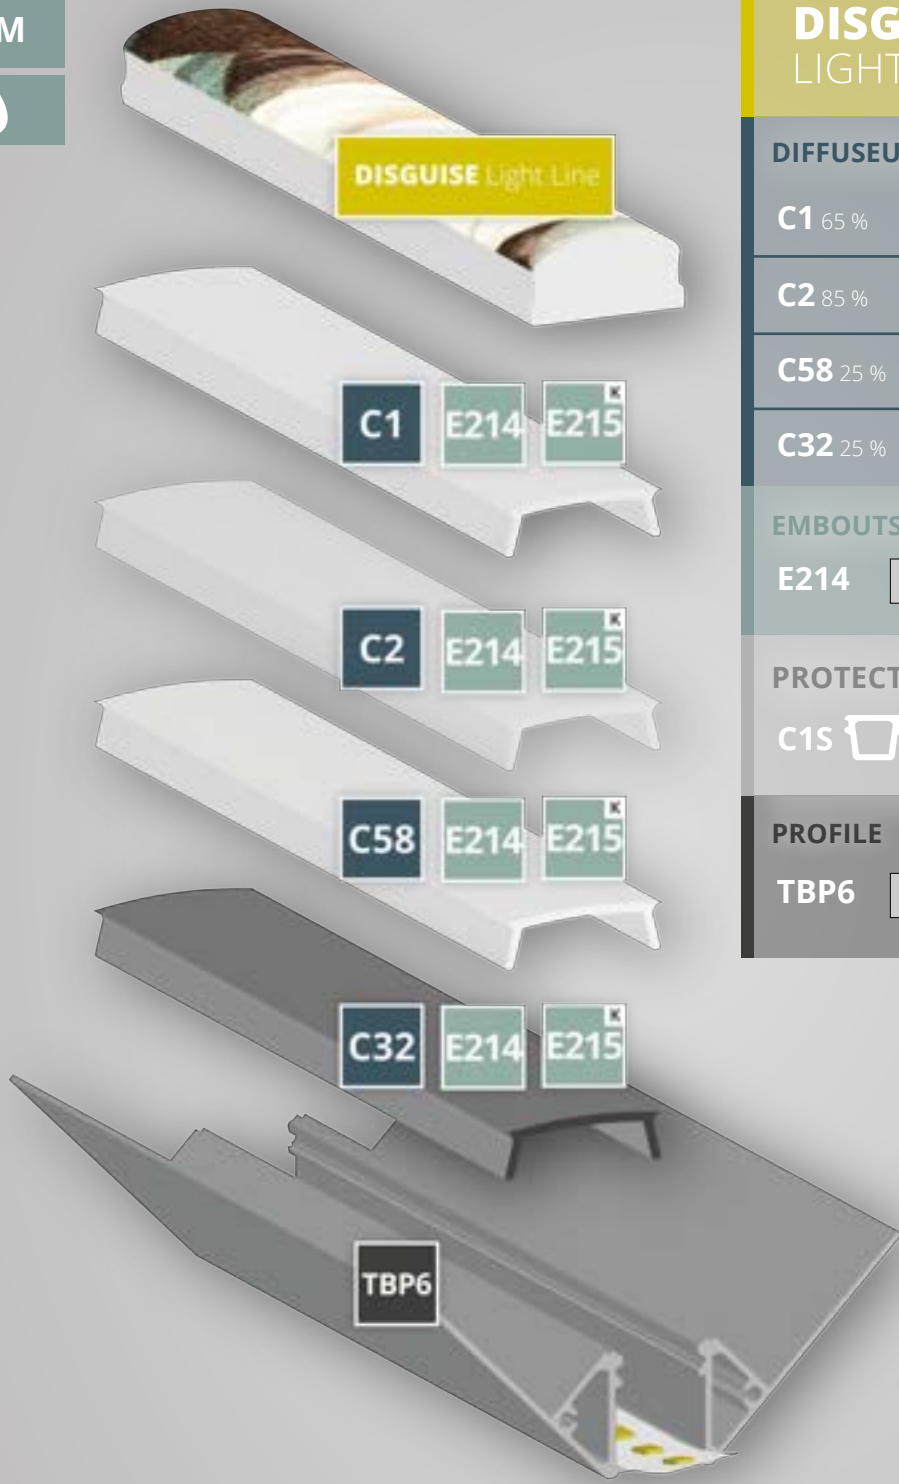 M
DISGUISE Light Line
C1 E214 E215 K
C2 E214 E215 K
C58 E214 E215 K
C32 E214 E215 K
TBP6
DISG
LIGHT
DIFFUSEU
C1 65 %
C2 85 %
C58 25 %
C32 25 %
EMBOUTS
E214
PROTECT
C1S
PROFILE
TBP6